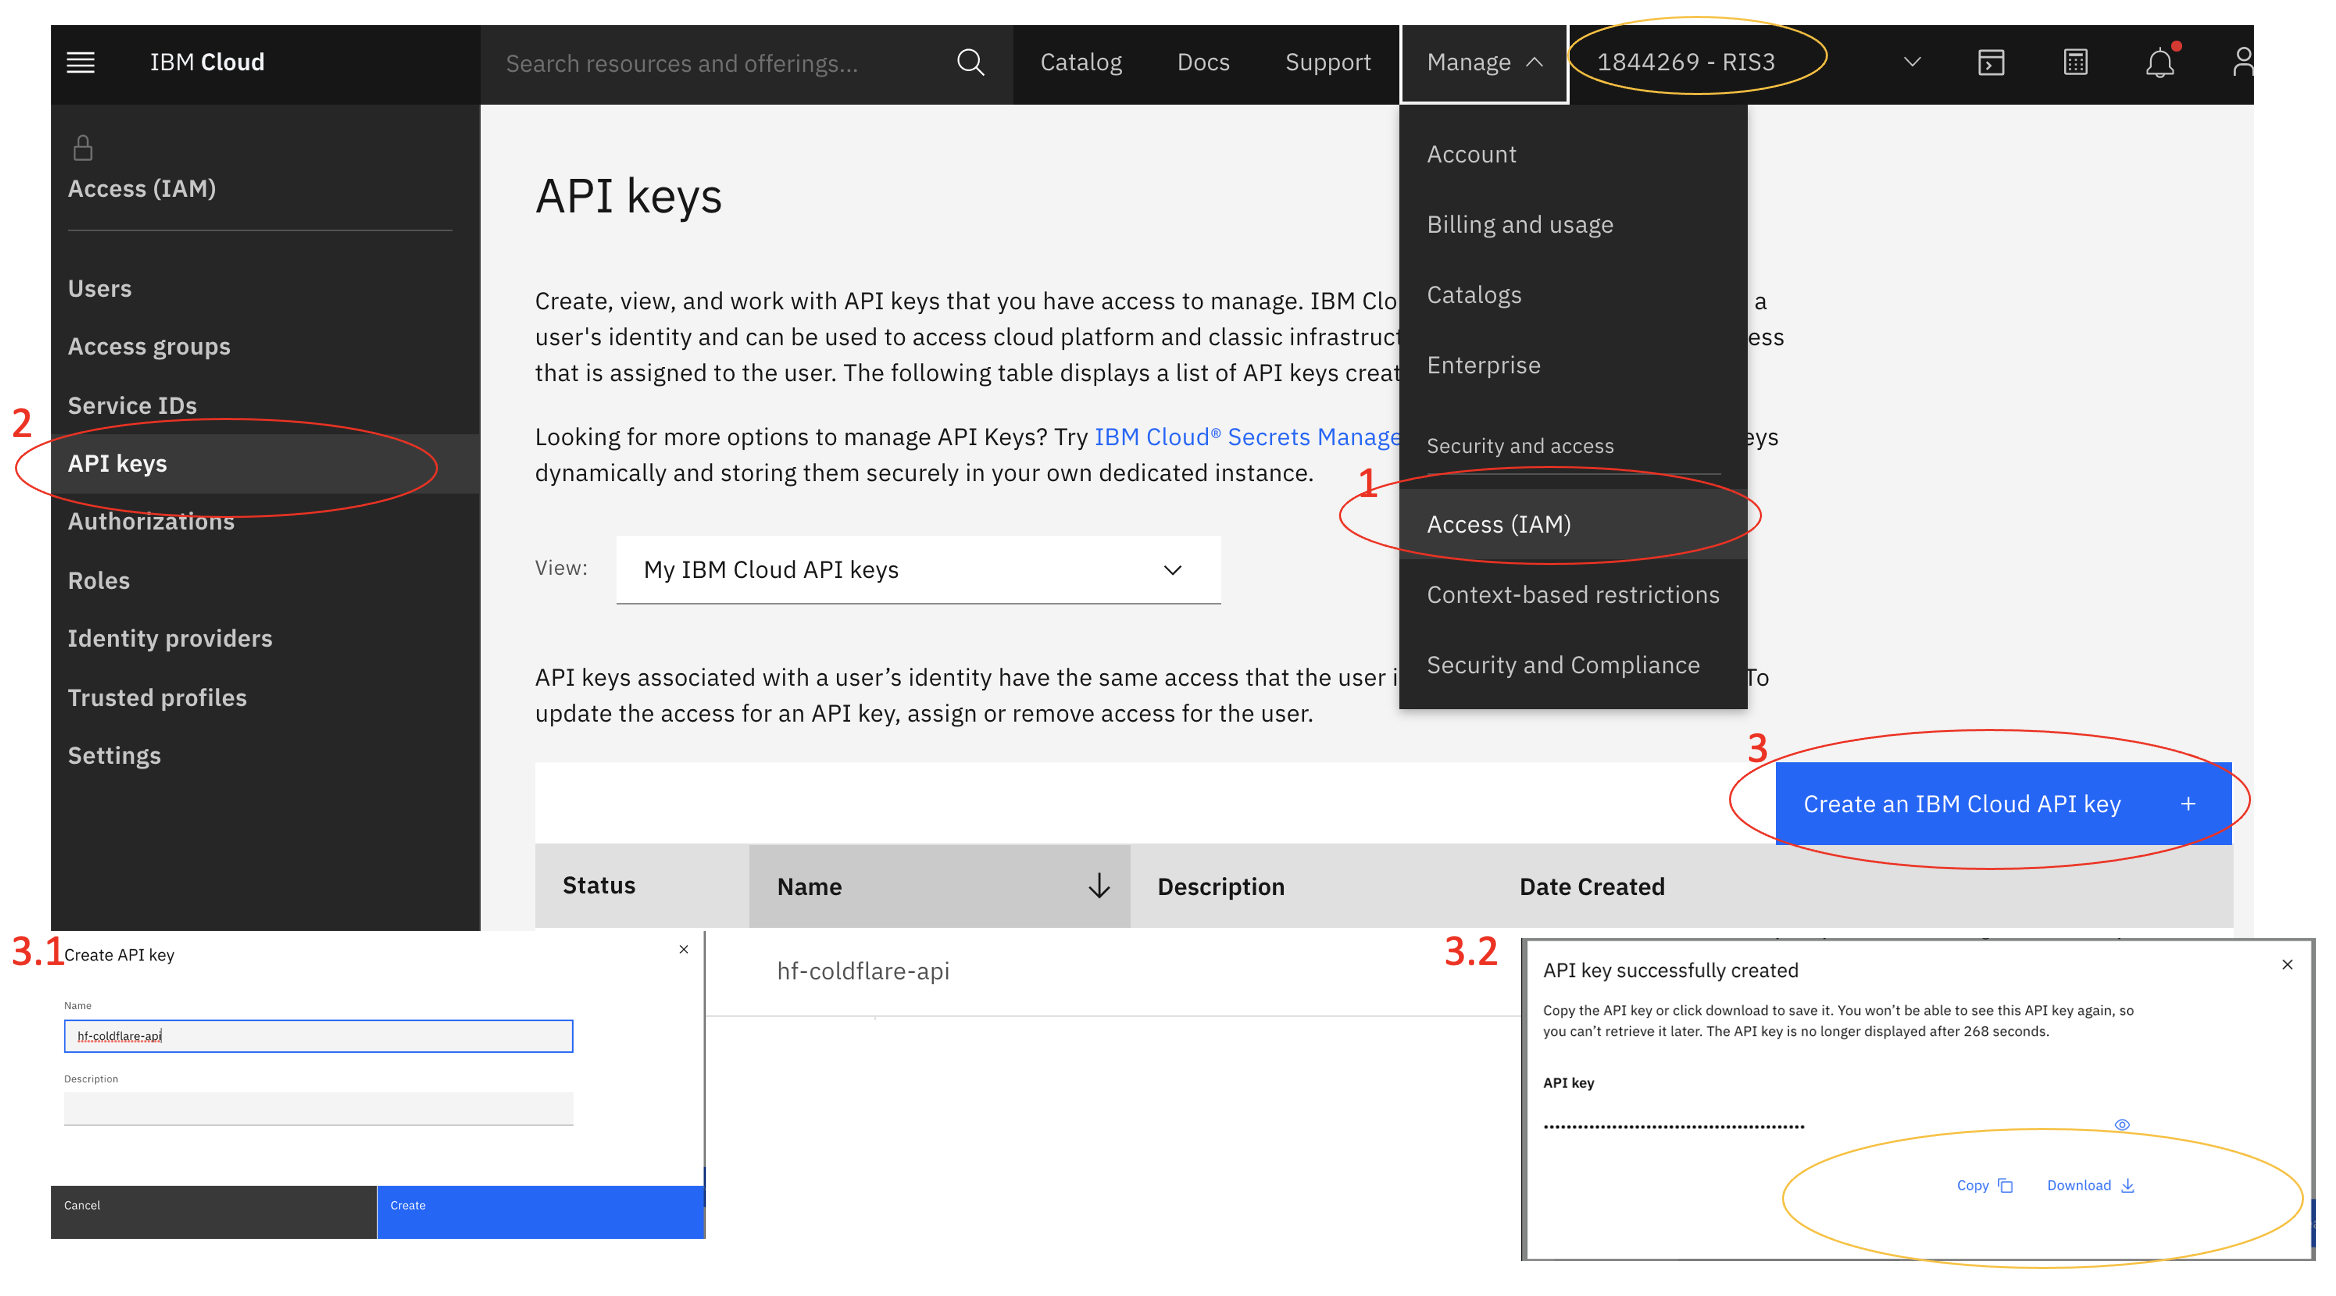 IBM Cloud
Search resources and offerings...
Catalog
Docs
Support
Manage
1844269 - RIS3
Access (IAM)
Users
Access groups
Service IDs
2
API keys
Authorizations
Roles
Identity providers
Trusted profiles
Settings
API keys
Create, view, and work with API keys that you have access to manage. IBM Clo a
user's identity and can be used to access cloud platform and classic infrastruct ess
that is assigned to the user. The following table displays a list of API keys creat
Looking for more options to manage API Keys? Try IBM Cloud® Secrets Manage eys
dynamically and storing them securely in your own dedicated instance.
View:
My IBM Cloud API keys
API keys associated with a user’s identity have the same access that the user i To
update the access for an API key, assign or remove access for the user.
Account
Billing and usage
Catalogs
Enterprise
Security and access
1
Access (IAM)
Context-based restrictions
Security and Compliance
3
Create an IBM Cloud API key +
Status
Name
Description
Date Created
hf-coldflare-api
3.1
Create API key
Name
hf-coldflare-api
Description
Cancel
Create
3.2
API key successfully created
Copy the API key or click download to save it. You won’t be able to see this API key again, so
you can’t retrieve it later. The API key is no longer displayed after 268 seconds.
API key
Copy
Download